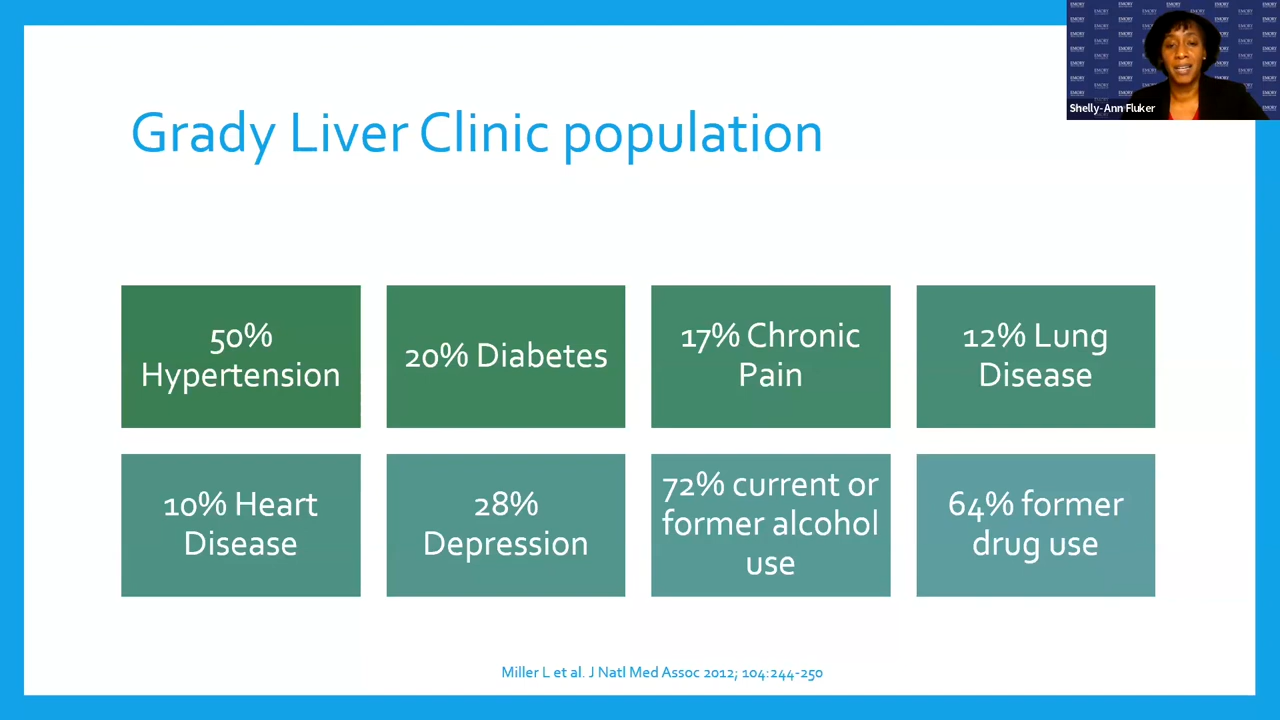 Shelly-Ann Fluker
Grady Liver Clinic population
50%
Hypertension
20% Diabetes
17% Chronic
Pain
12% Lung
Disease
10% Heart
Disease
28%
Depression
72% current or
former alcohol
use
64% former
drug use
Miller L et al. J Natl Med Assoc 2012; 104:244-250